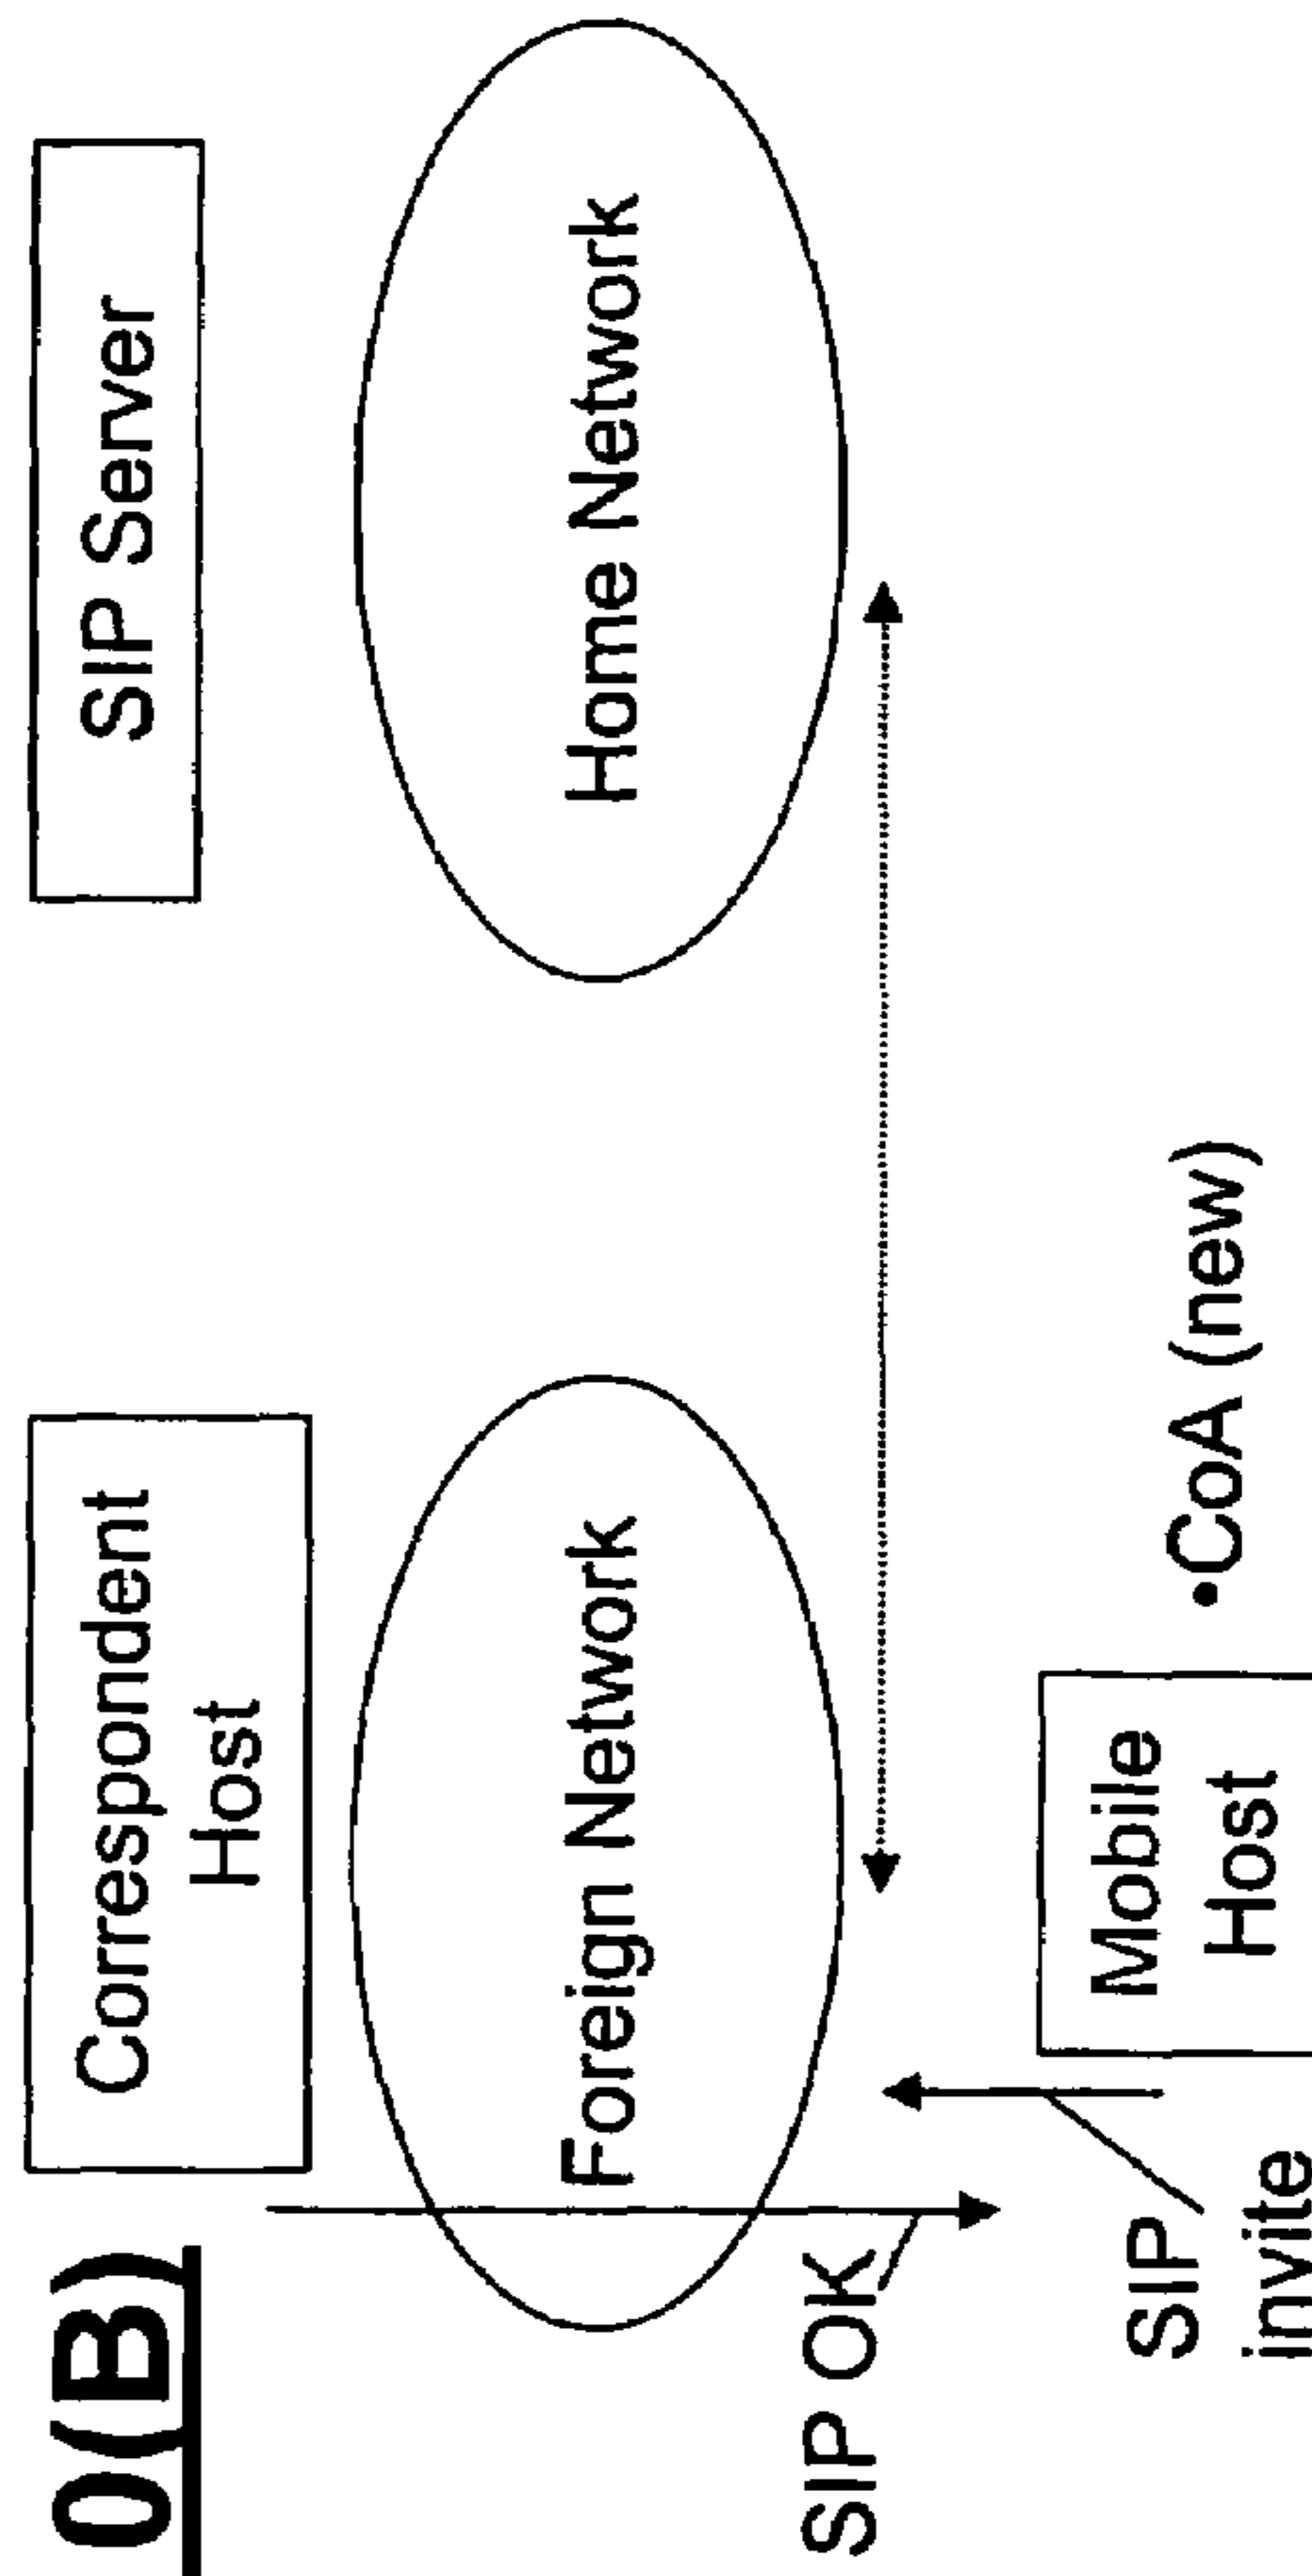 0(B)
Correspondent
Host
SIP Server
Foreign Network
Home Network
SIP OK
SIP
invite
Mobile
Host
•CoA (new)